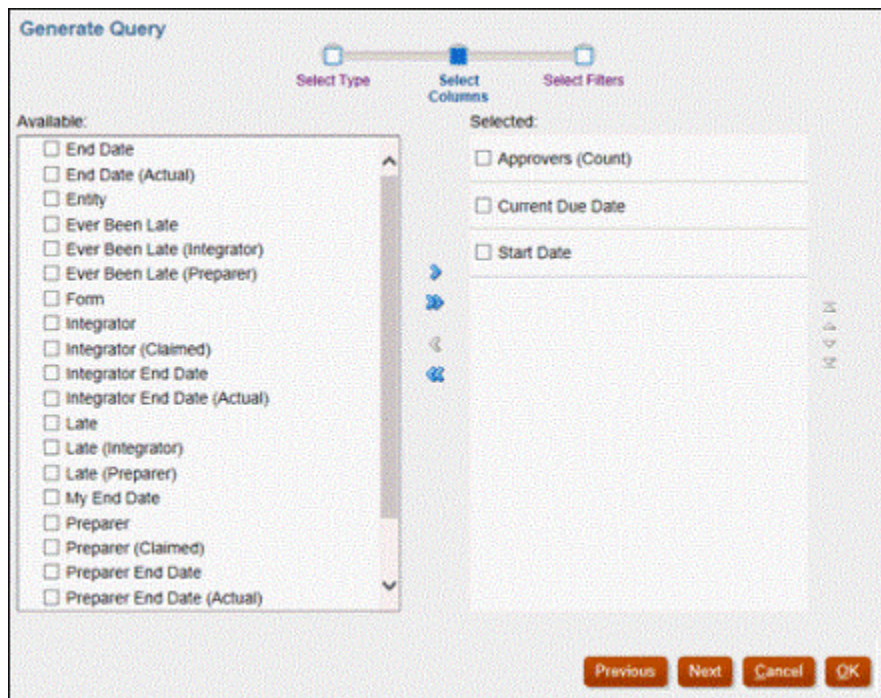 Generate Query
Select Type
Select
Columns
Select Filters
Available:
End Date
End Date (Actual)
Entity
Ever Been Late
Ever Been Late (Integrator)
Ever Been Late (Preparer)
Form
Integrator
Integrator (Claimed)
Integrator End Date
Integrator End Date (Actual)
Late
Late (Integrator)
Late (Preparer)
My End Date
Preparer
Preparer (Claimed)
Preparer End Date
Preparer End Date (Actual)
Selected:
Approvers (Count)
Current Due Date
Start Date
Previous
Next
Cancel
OK